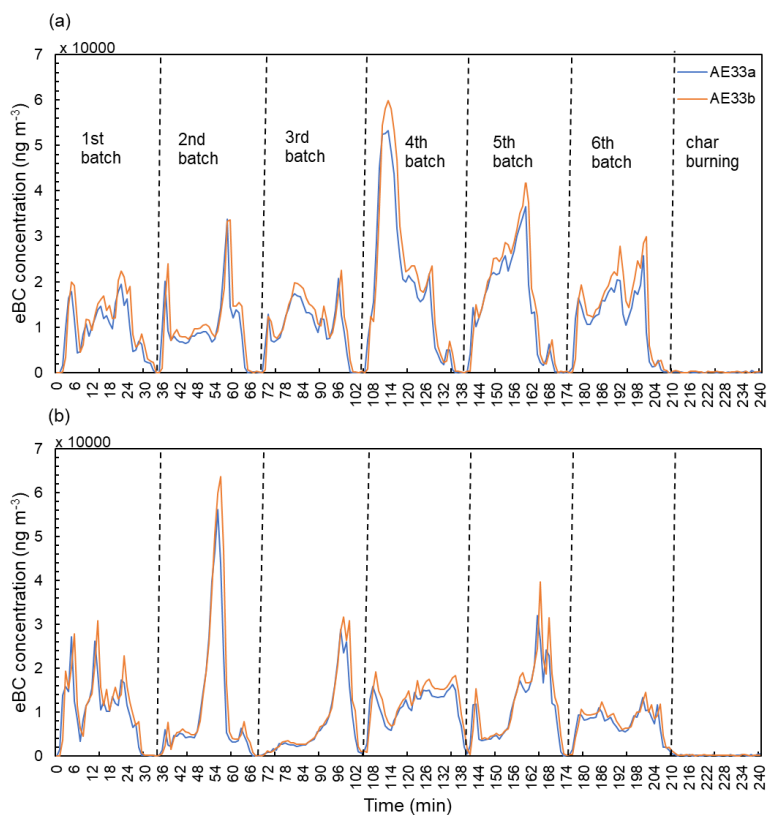 (a)
x 10000
7
6
5
4
3
2
1
0
eBC concentration (ng m⁻³)
AE33a
AE33b
1st
batch
2nd
batch
3rd
batch
4th
batch
5th
batch
6th
batch
char
burning
0 6 12 18 24 30 36 42 48 54 60 66 72 78 84 90 96 102 108 114 120 126 132 138 144 150 156 162 168 174 180 186 192 198 204 210 216 222 228 234 240
(b)
x 10000
7
6
5
4
3
2
1
0
eBC concentration (ng m⁻³)
0 6 12 18 24 30 36 42 48 54 60 66 72 78 84 90 96 102 108 114 120 126 132 138 144 150 156 162 168 174 180 186 192 198 204 210 216 222 228 234 240
Time (min)